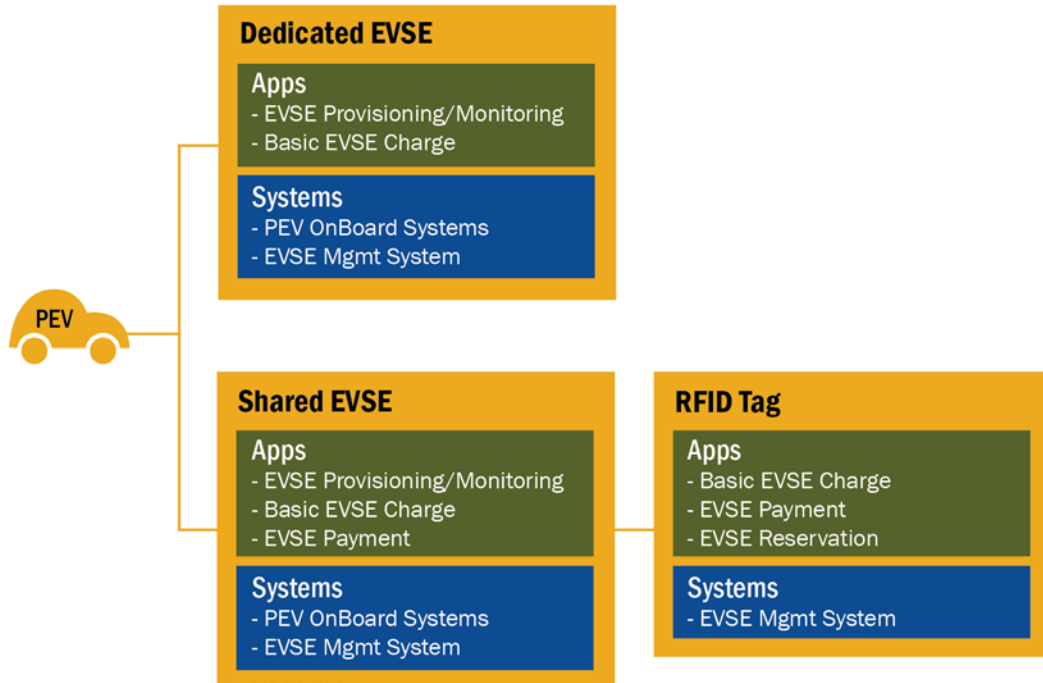 Dedicated EVSE
Apps
- EVSE Provisioning/Monitoring
- Basic EVSE Charge
Systems
- PEV OnBoard Systems
- EVSE Mgmt System
PEV
Shared EVSE
Apps
- EVSE Provisioning/Monitoring
- Basic EVSE Charge
- EVSE Payment
Systems
- PEV OnBoard Systems
- EVSE Mgmt System
RFID Tag
Apps
- Basic EVSE Charge
- EVSE Payment
- EVSE Reservation
Systems
- EVSE Mgmt System